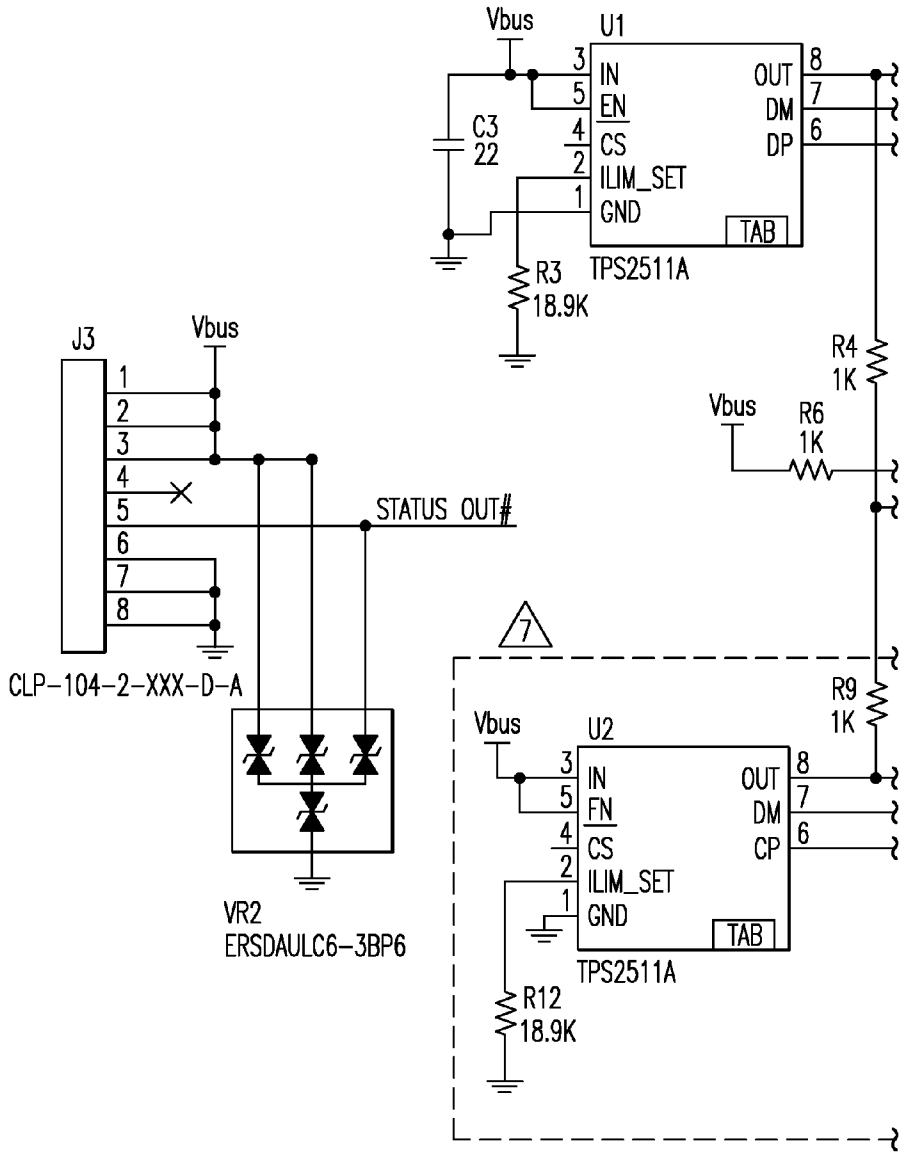 Vbus
U1
3 IN
5 EN
4 CS
2 ILIM_SET
1 GND
OUT 8
DM 7
DP 6
TAB
TPS2511A
C3
22
R3
18.9K
J3
Vbus
1
2
3
4
5
6
7
8
STATUS OUT#
CLP-104-2-XXX-D-A
R4
1K
Vbus
R6
1K
7
R9
1K
VR2
ERSDAULC6-3BP6
Vbus
U2
3 IN
5 FN
4 CS
2 ILIM_SET
1 GND
OUT 8
DM 7
CP 6
TAB
TPS2511A
R12
18.9K